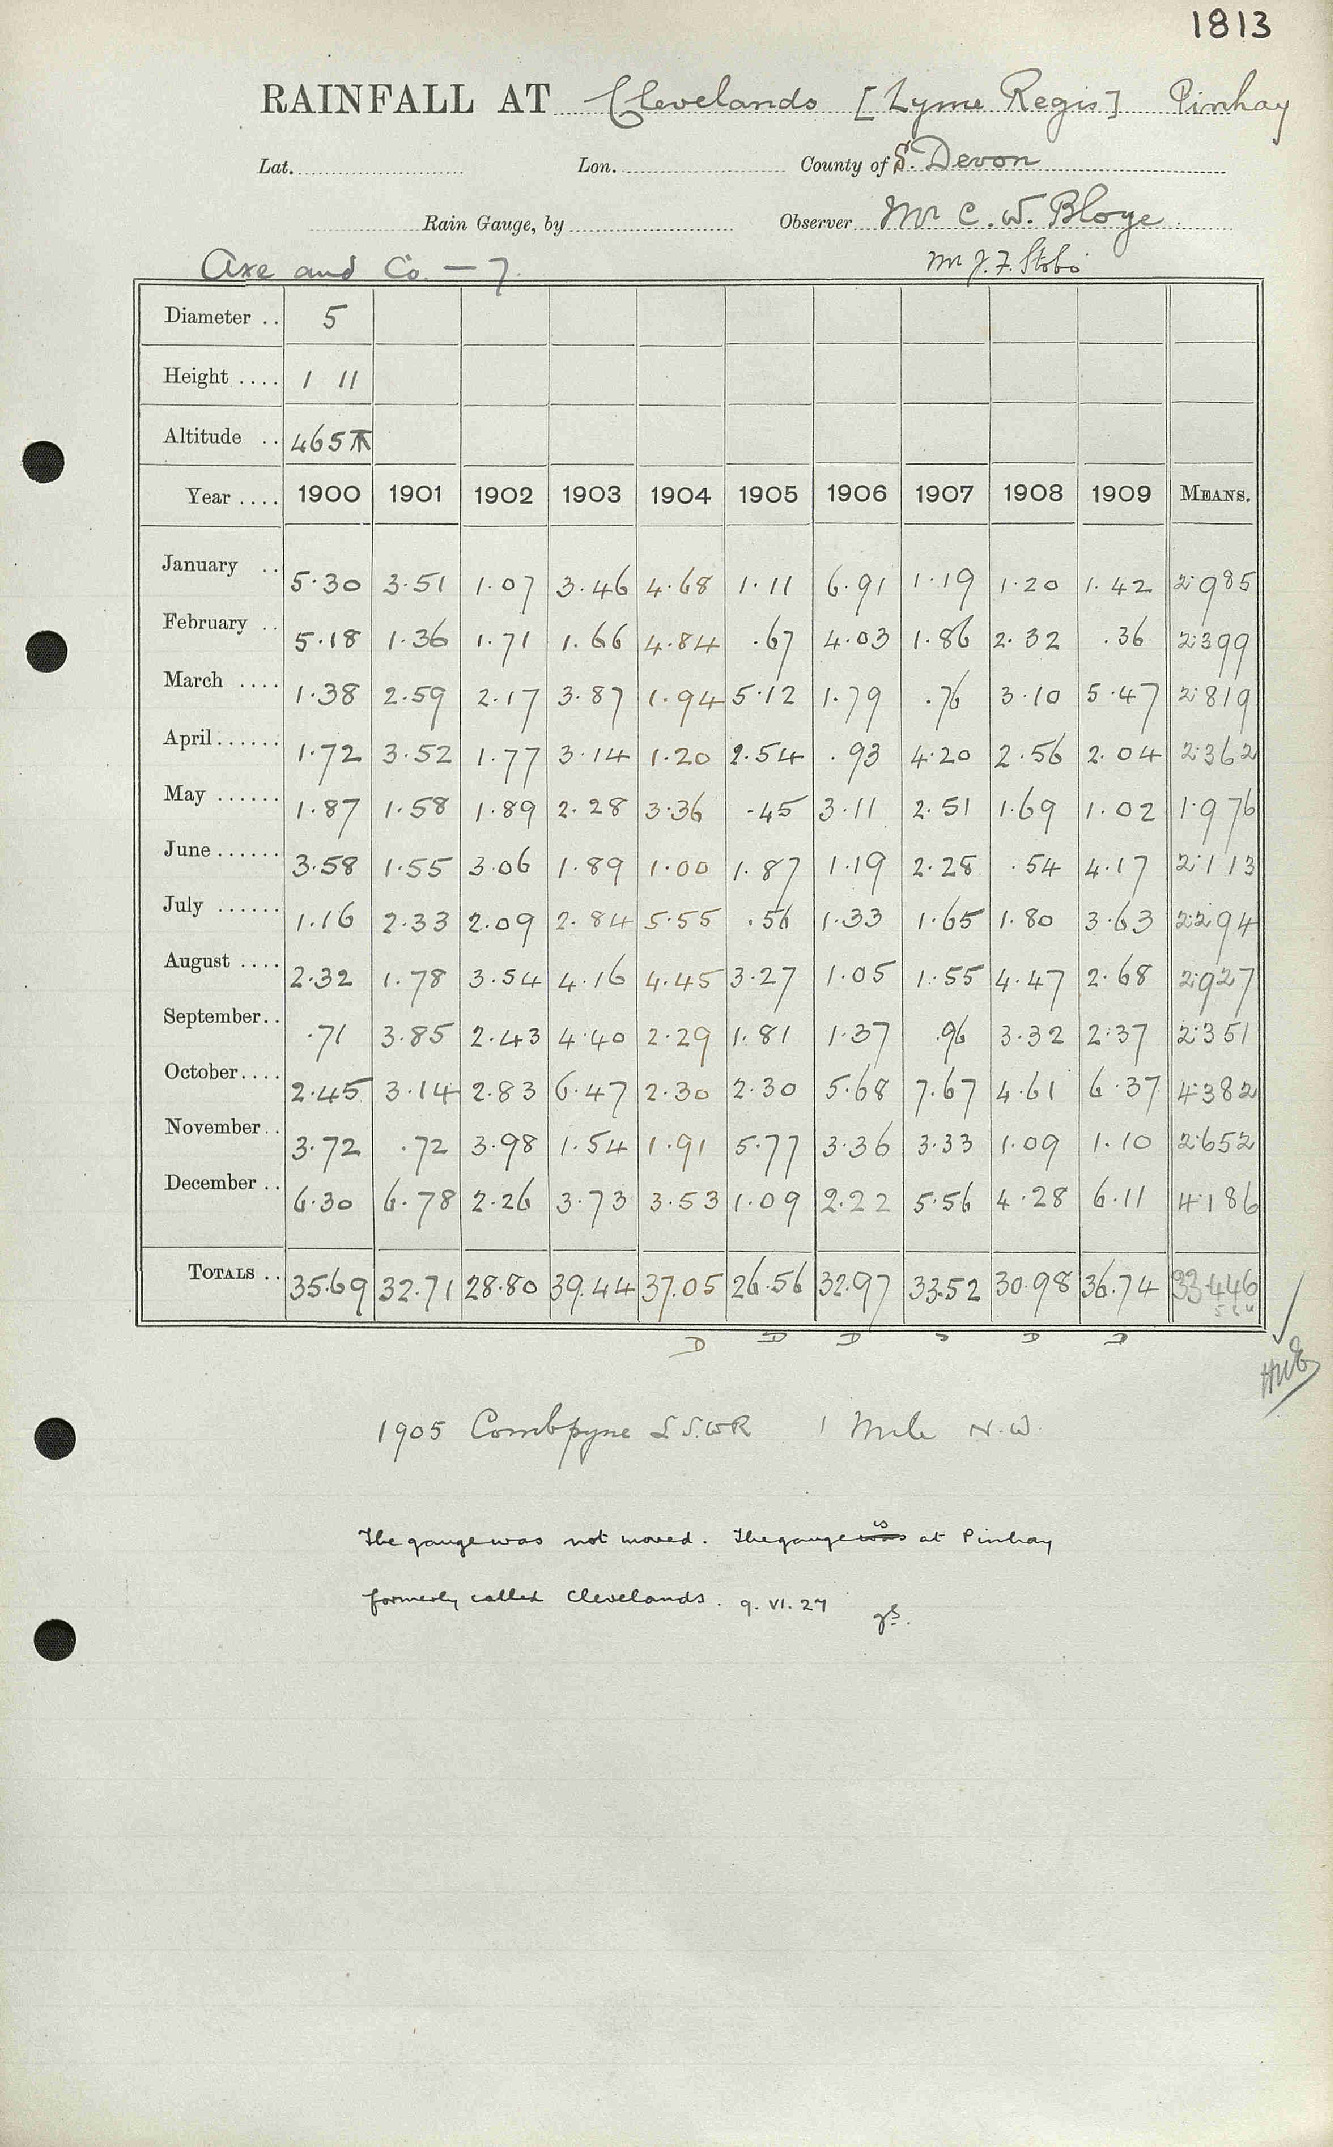 1813
RAINFALL AT Clevelands [Lyme Regis] Pinhay
Lat. Lon. County of S. Devon
Rain Gauge, by Observer Mr C. W. Bloye
Axe and Co. — 7. Mr J. F. Stobi
Diameter .. 5
Height .... 1 11
Altitude .. 465
Year .... 1900 1901 1902 1903 1904 1905 1906 1907 1908 1909 MEANS.
January .. 5.30 3.51 1.07 3.46 4.68 1.11 6.91 1.19 1.20 1.42 2.985
February .. 5.18 1.36 1.71 1.66 4.84 .67 4.03 1.86 2.32 .36 2.399
March .... 1.38 2.59 2.17 3.87 1.94 5.12 1.79 .76 3.10 5.47 2.819
April ...... 1.72 3.52 1.77 3.14 1.20 2.54 .93 4.20 2.56 2.04 2.362
May ...... 1.87 1.58 1.89 2.28 3.36 .45 3.11 2.51 1.69 1.02 1.976
June ...... 3.58 1.55 3.06 1.89 1.00 1.87 1.19 2.28 .54 4.17 2.113
July ...... 1.16 2.33 2.09 2.84 5.55 .56 1.33 1.65 1.80 3.63 2.294
August .... 2.32 1.78 3.54 4.16 4.45 3.27 1.05 1.55 4.47 2.68 2.927
September .. .71 3.85 2.43 4.40 2.29 1.81 1.37 .96 3.32 2.37 2.351
October .... 2.45 3.14 2.83 6.47 2.30 2.30 5.68 7.67 4.61 6.37 4.382
November .. 3.72 .72 3.98 1.54 1.91 5.77 3.36 3.33 1.09 1.10 2.652
December .. 6.30 6.78 2.26 3.73 3.53 1.09 2.22 5.56 4.28 6.11 4.186
TOTALS .. 35.69 32.71 28.80 39.44 37.05 26.56 32.97 33.52 30.98 36.74 33.446
D D D S D D
1905 Combpyne L.S.W.R 1 Mile N.W.
The gauge was not moved. The gauge was is at Pinhay
formerly called Clevelands. 9.VI.27